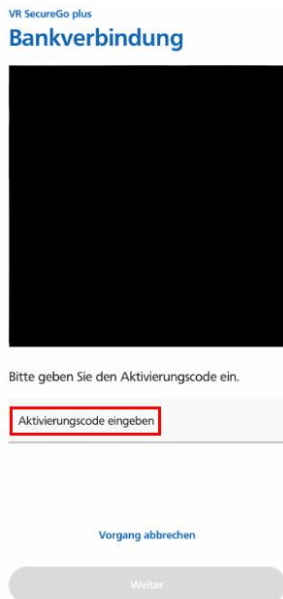 VR SecureGo plus
Bankverbindung
Bitte geben Sie den Aktivierungscode ein.
Aktivierungscode eingeben
Vorgang abbrechen
Weiter